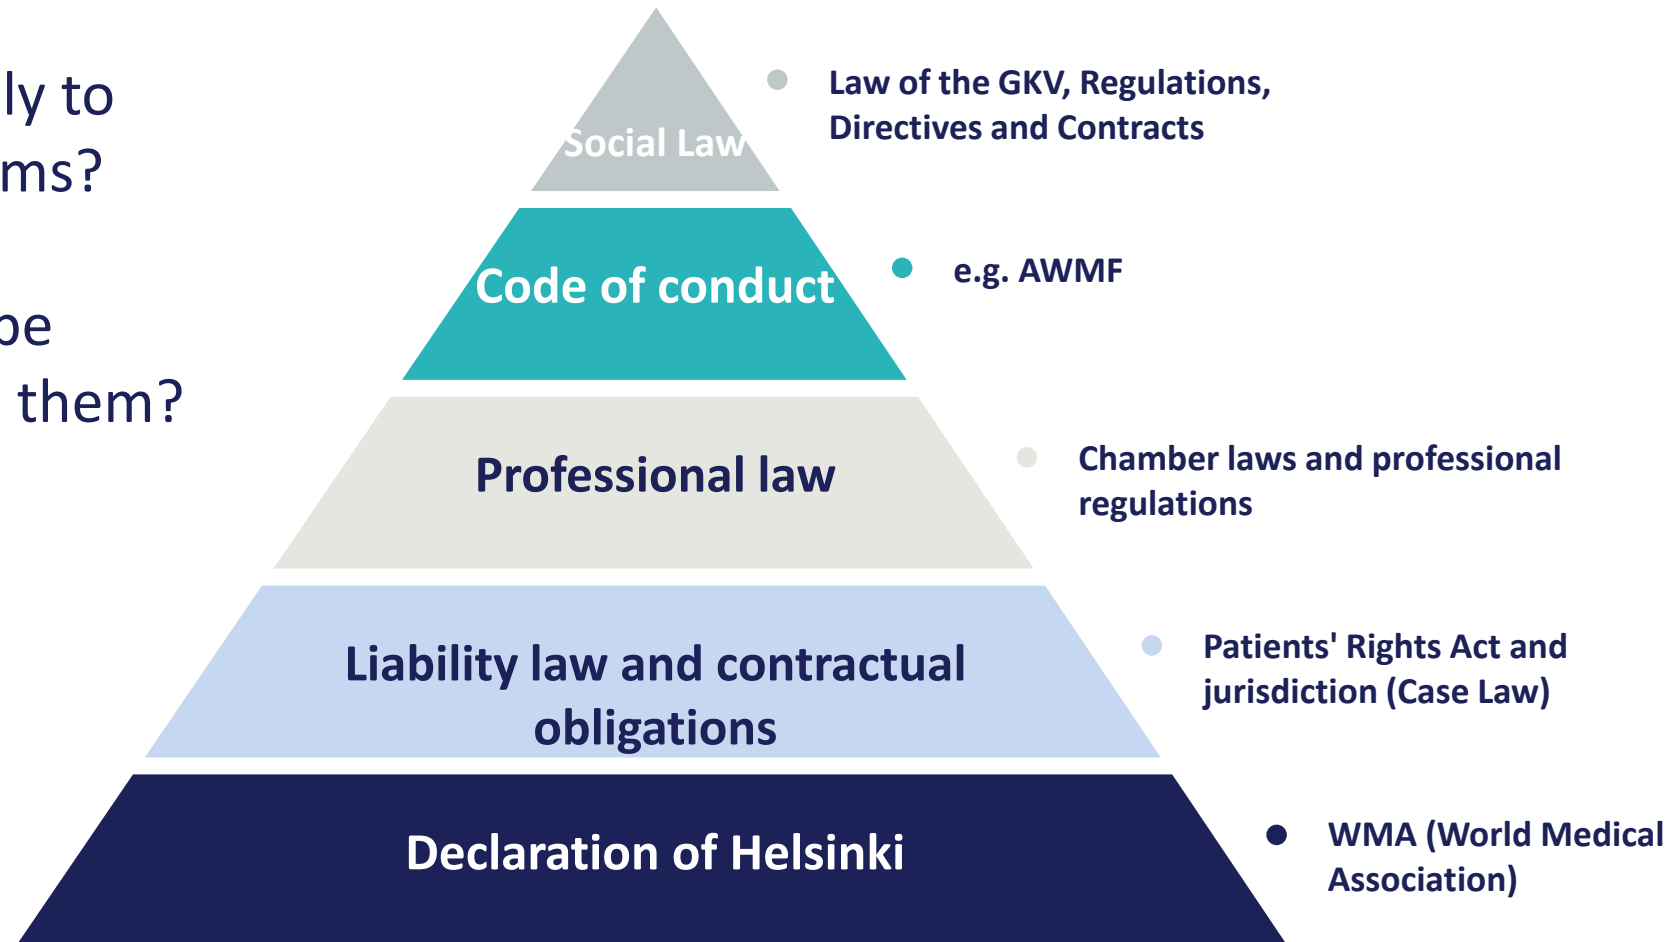 ly to
ms?
be
them?
Social Law
Law of the GKV, Regulations,
Directives and Contracts
Code of conduct
e.g. AWMF
Professional law
Chamber laws and professional
regulations
Liability law and contractual
obligations
Patients' Rights Act and
jurisdiction (Case Law)
Declaration of Helsinki
WMA (World Medical
Association)